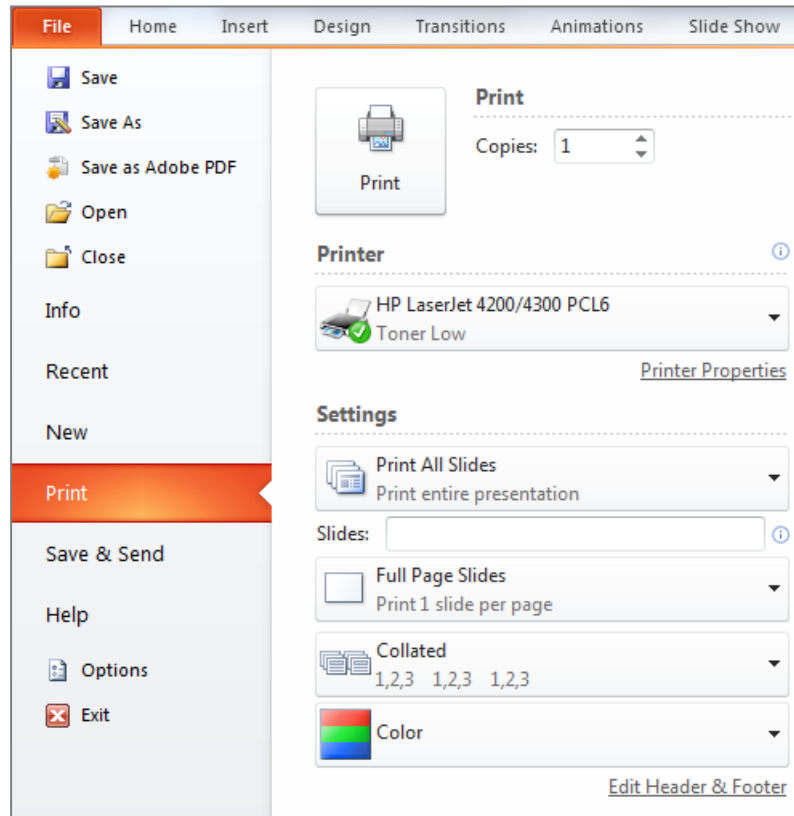 File Home Insert Design Transitions Animations Slide Show
Save
Save As
Save as Adobe PDF
Open
Close
Info
Recent
New
Print
Save & Send
Help
Options
Exit
Print
Print
Copies: 1
Printer
HP LaserJet 4200/4300 PCL6
Toner Low
Printer Properties
Settings
Print All Slides
Print entire presentation
Slides:
Full Page Slides
Print 1 slide per page
Collated
1,2,3 1,2,3 1,2,3
Color
Edit Header & Footer